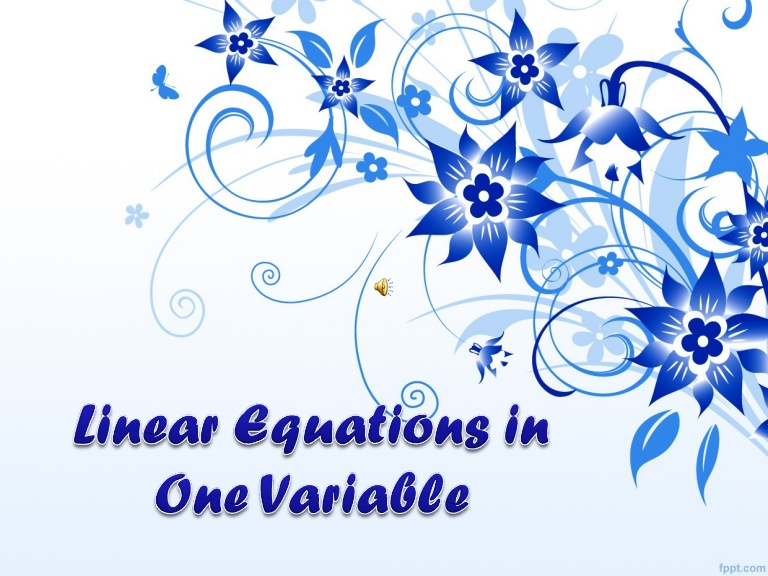 Linear Equations in
One Variable
fppt.com